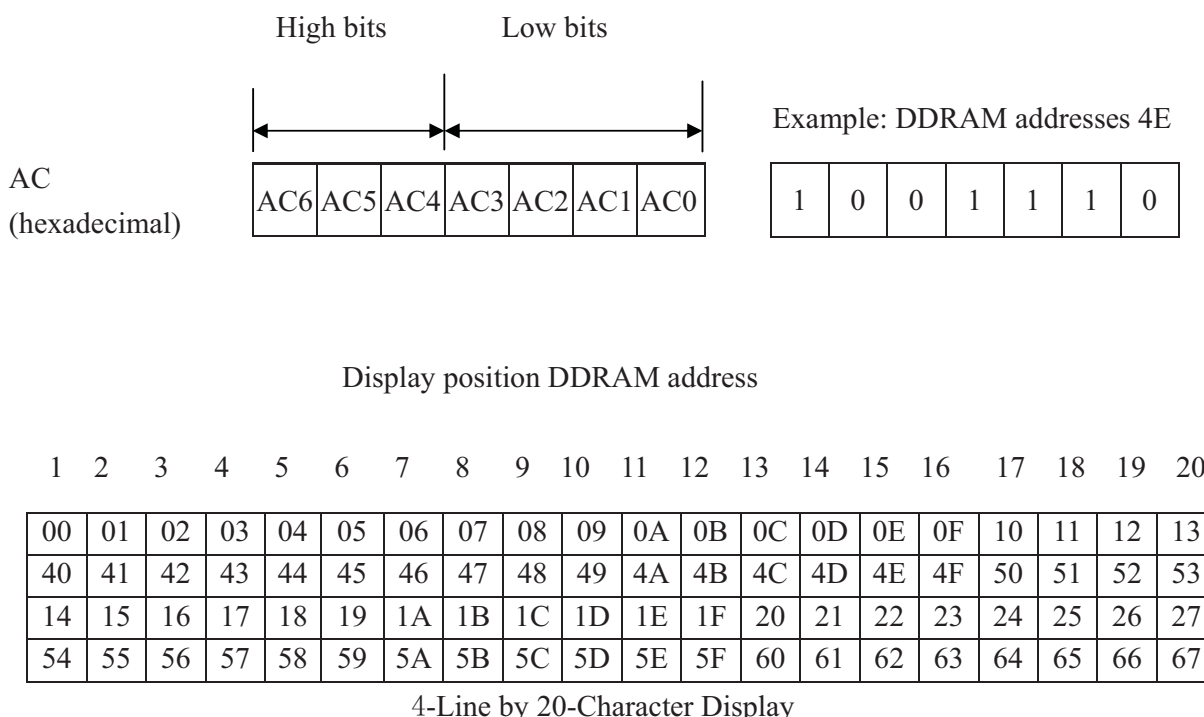 High bits Low bits
Example: DDRAM addresses 4E
AC
(hexadecimal)
AC6 AC5 AC4 AC3 AC2 AC1 AC0 1 0 0 1 1 1 0
Display position DDRAM address
1 2 3 4 5 6 7 8 9 10 11 12 13 14 15 16 17 18 19 20
00 01 02 03 04 05 06 07 08 09 0A 0B 0C 0D 0E 0F 10 11 12 13
40 41 42 43 44 45 46 47 48 49 4A 4B 4C 4D 4E 4F 50 51 52 53
14 15 16 17 18 19 1A 1B 1C 1D 1E 1F 20 21 22 23 24 25 26 27
54 55 56 57 58 59 5A 5B 5C 5D 5E 5F 60 61 62 63 64 65 66 67
4-Line by 20-Character Display